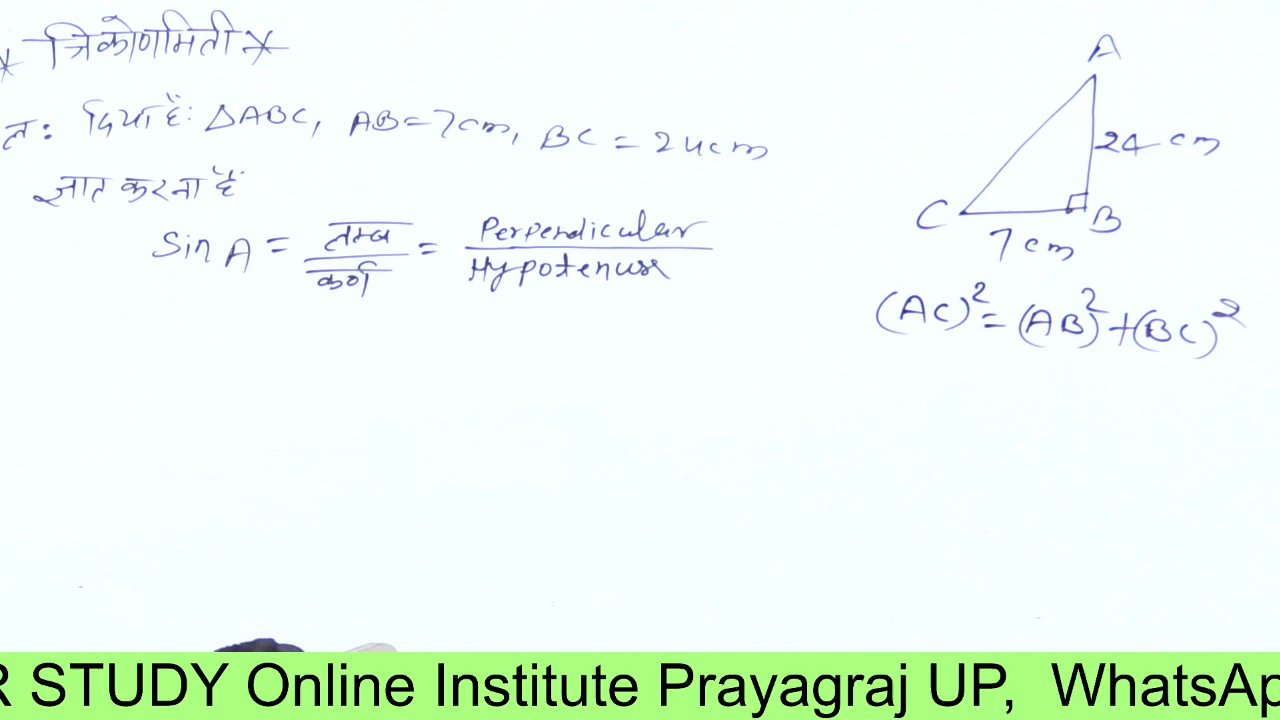 * त्रिकोणमिती *
ल: दिया है: △ABC, AB=7cm, BC = 24cm
ज्ञात करना है
Sin A = लम्ब/कर्ण = Perpendicular/Hypotenuse
A
24 cm
C
B
7 cm
(AC)² = (AB)² + (BC)²
R STUDY Online Institute Prayagraj UP, WhatsAp